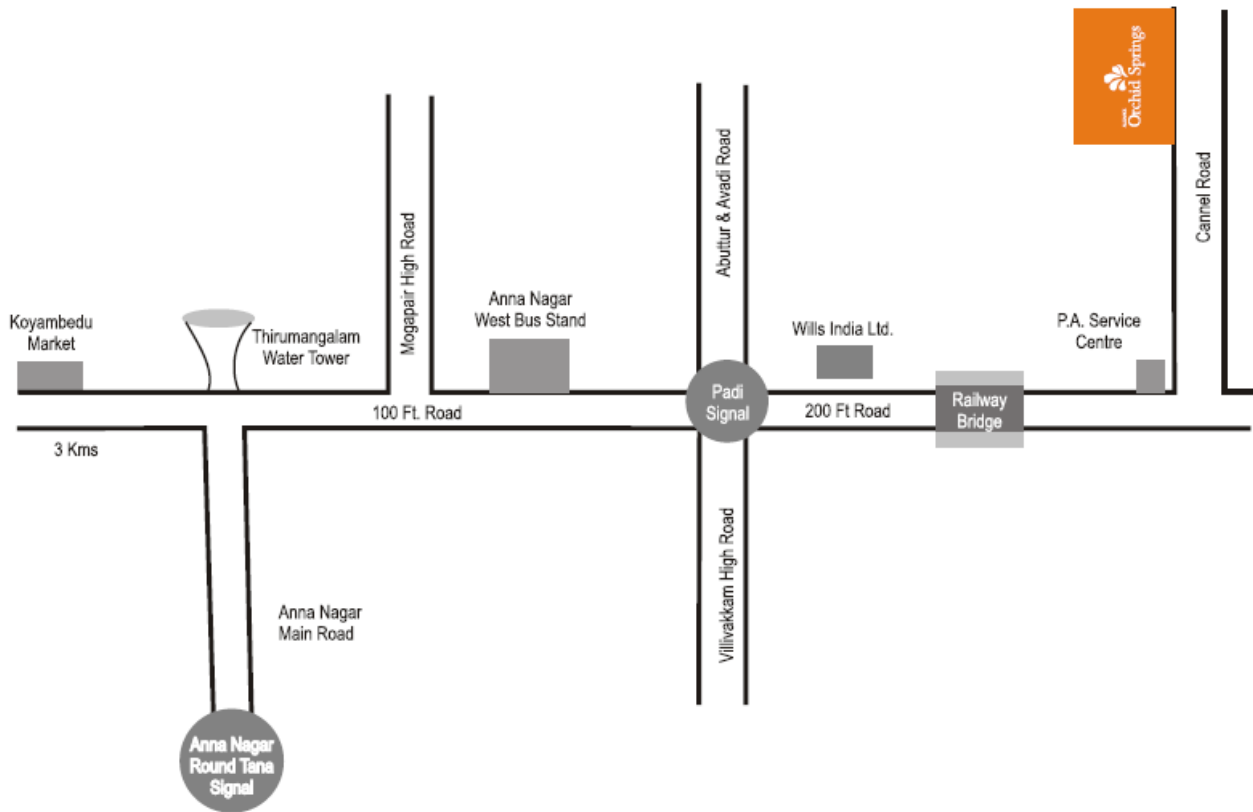 Orchid Springs
Cannel Road
Abuttur & Avadi Road
Mogapair High Road
Koyambedu
Market
Thirumangalam
Water Tower
Anna Nagar
West Bus Stand
Wills India Ltd.
P.A. Service
Centre
Padi
Signal
100 Ft. Road
200 Ft Road
Railway
Bridge
3 Kms
Villivakkam High Road
Anna Nagar
Main Road
Anna Nagar
Round Tana
Signal